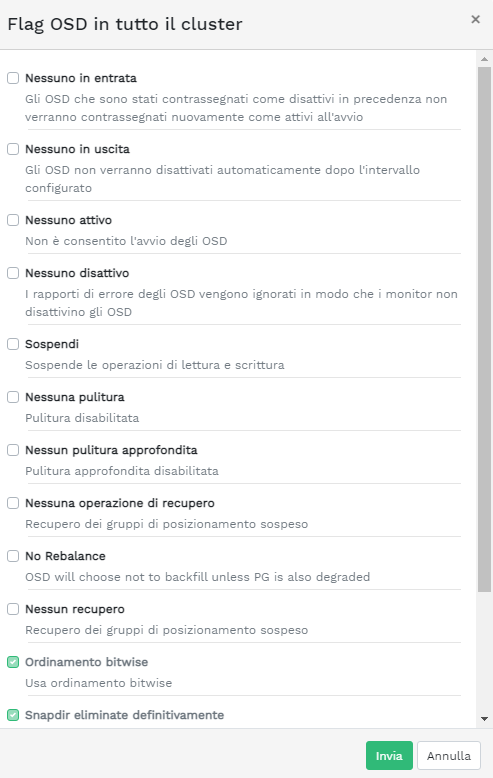 Flag OSD in tutto il cluster
×
Nessuno in entrata
Gli OSD che sono stati contrassegnati come disattivi in precedenza non
verranno contrassegnati nuovamente come attivi all'avvio
Nessuno in uscita
Gli OSD non verranno disattivati automaticamente dopo l'intervallo
configurato
Nessuno attivo
Non è consentito l'avvio degli OSD
Nessuno disattivo
I rapporti di errore degli OSD vengono ignorati in modo che i monitor non
disattivino gli OSD
Sospendi
Sospende le operazioni di lettura e scrittura
Nessuna pulitura
Pulitura disabilitata
Nessun pulitura approfondita
Pulitura approfondita disabilitata
Nessuna operazione di recupero
Recupero dei gruppi di posizionamento sospeso
No Rebalance
OSD will choose not to backfill unless PG is also degraded
Nessun recupero
Recupero dei gruppi di posizionamento sospeso
Ordinamento bitwise
Usa ordinamento bitwise
Snapdir eliminate definitivamente
Invia
Annulla